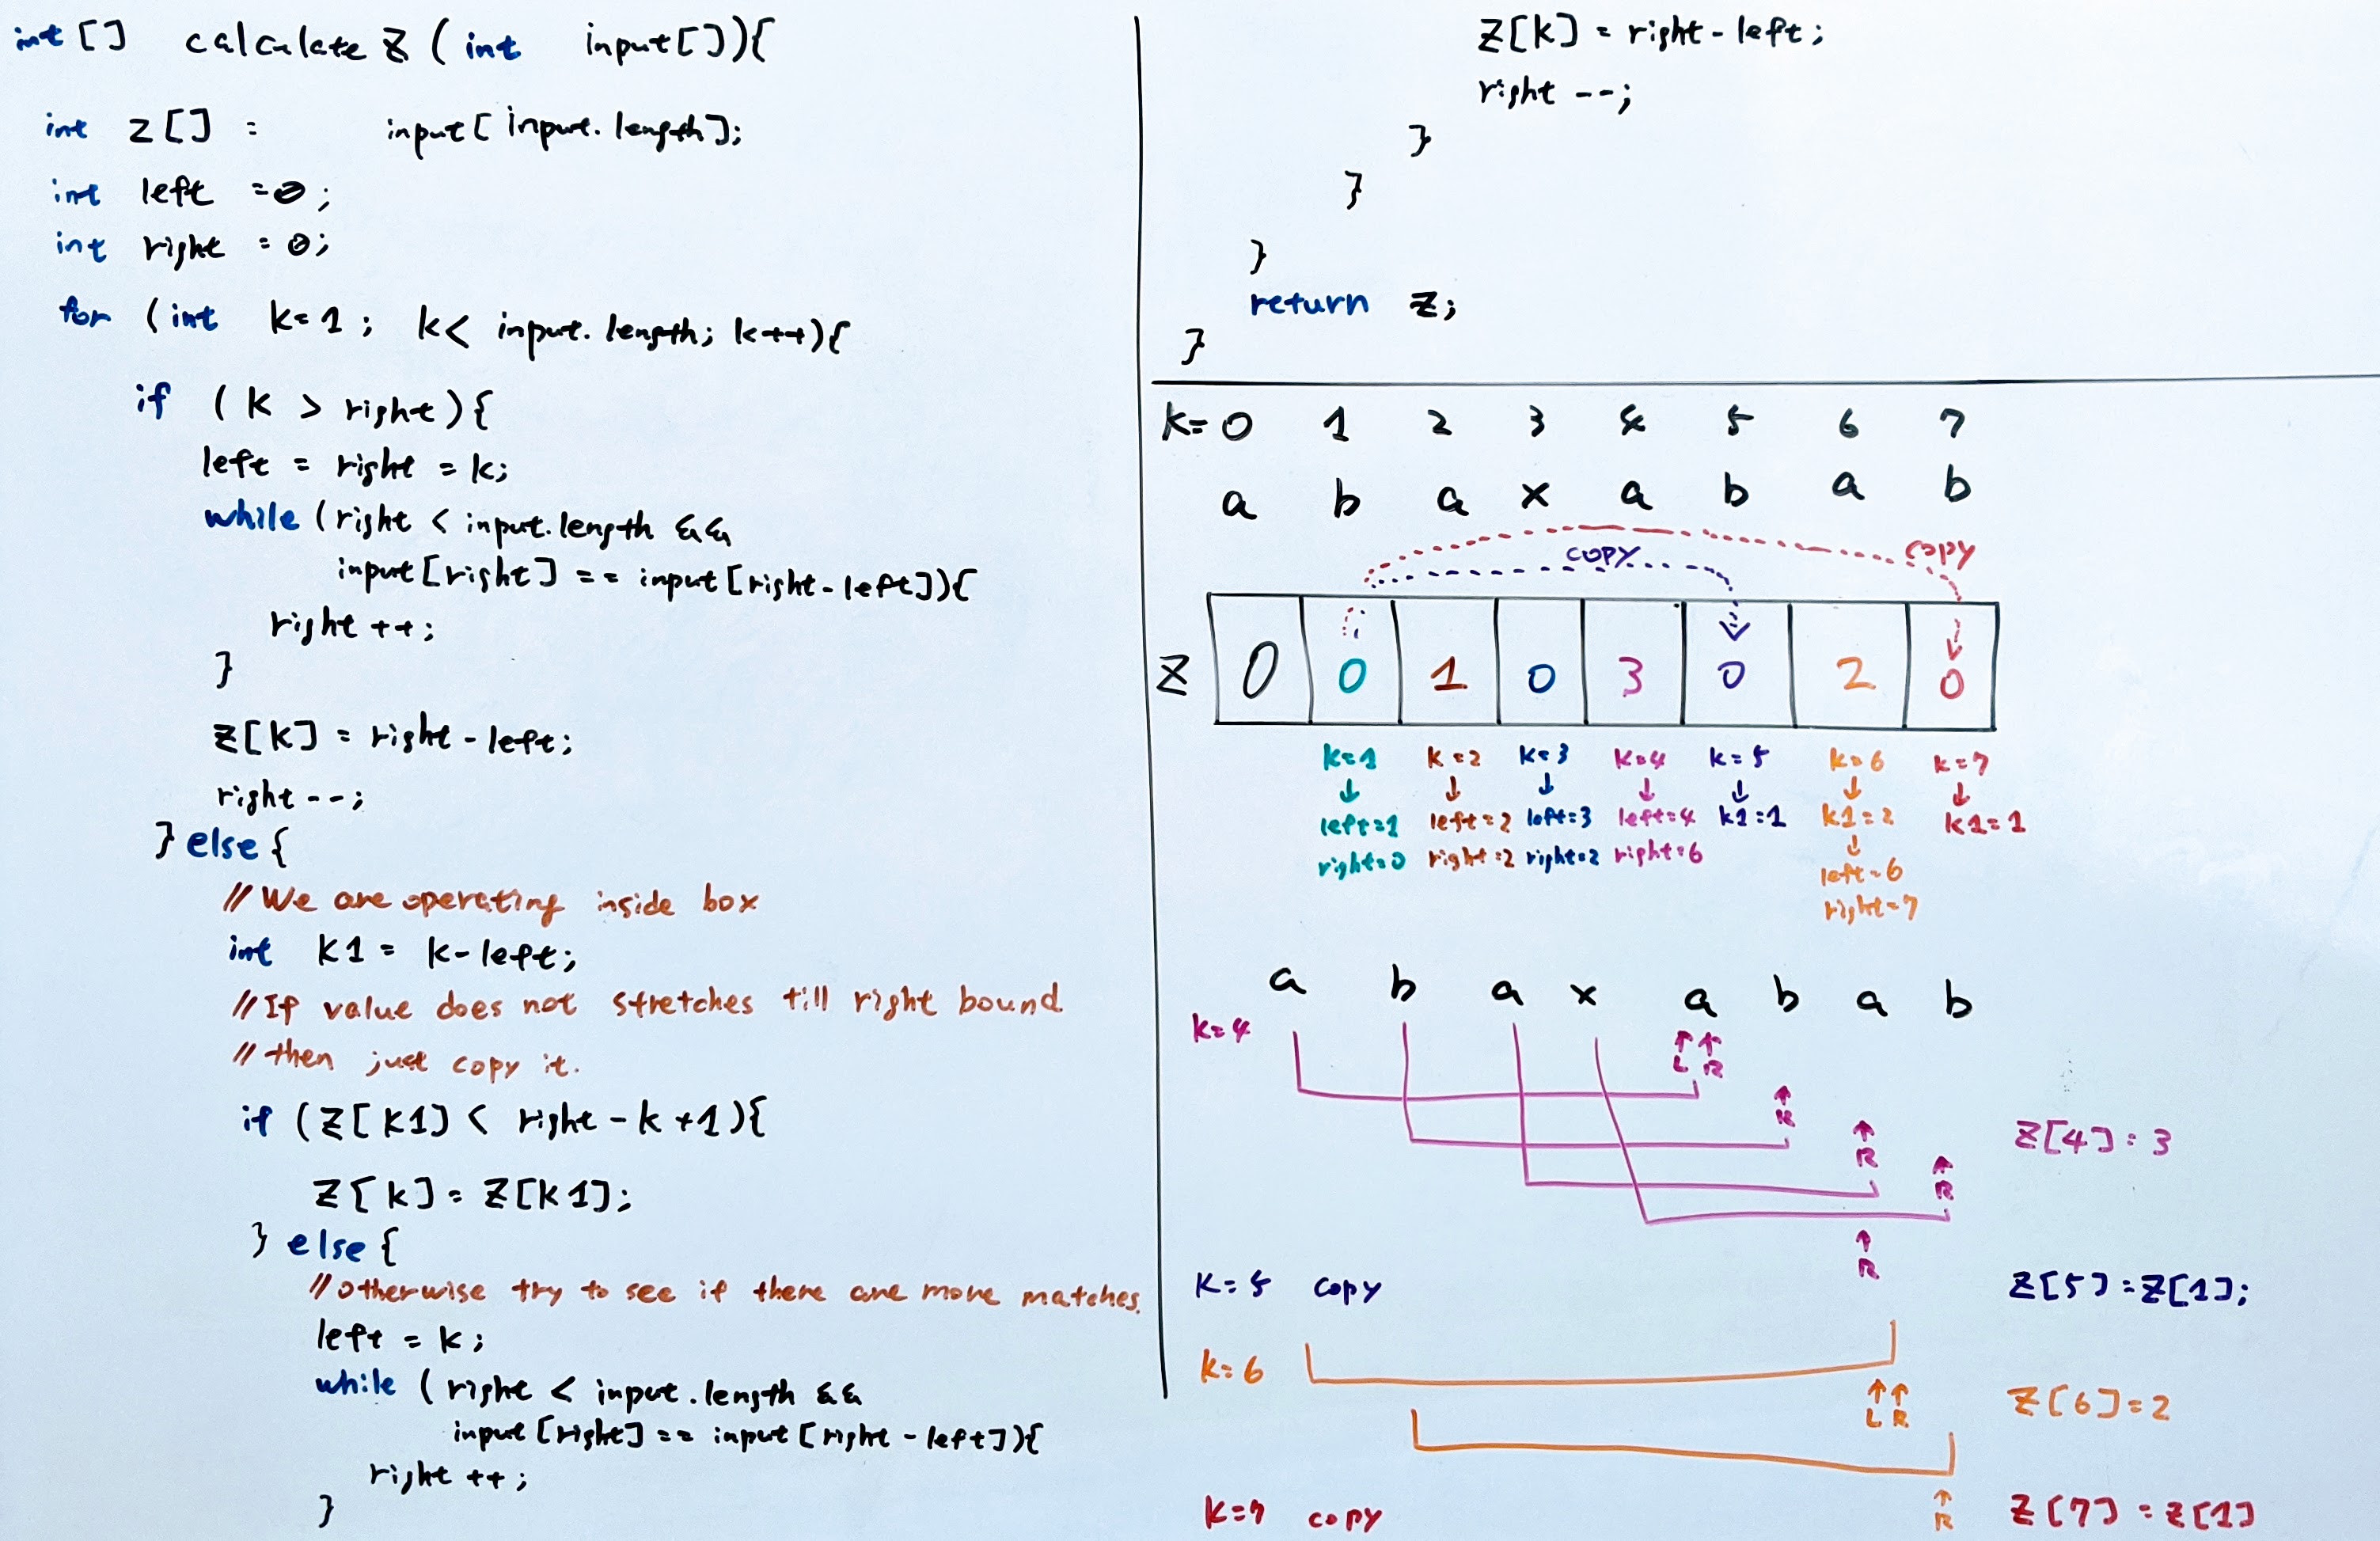 int[] calculate Z (int input[]){
int Z[] = input[input.length];
int left =0;
int right =0;
for (int k=1; k< input.length; k++){
if (k > right){
left = right = k;
while (right < input.length &&
input[right] == input[right-left]){
right ++;
}
Z[k] = right-left;
right --;
} else {
// We are operating inside box
int k1 = k-left;
// If value does not stretches till right bound
// then just copy it.
if (Z[k1] < right-k+1){
Z[k] = Z[k1];
} else {
// otherwise try to see if there are more matches.
left = k;
while (right < input.length &&
input[right] == input[right-left]){
right ++;
}
Z[k] = right-left;
right --;
}
}
}
return Z;
}
k= 0 1 2 3 4 5 6 7
a b a x a b a b
copy copy
Z 0 0 1 0 3 0 2 0
k=1 k=2 k=3 k=4 k=5 k=6 k=7
↓ ↓ ↓ ↓ ↓ ↓ ↓
left=1 left=2 left=3 left=4 k1=1 k1=2 k1=1
right=0 right=2 right=2 right=6 ↓
left=6
right=7
a b a x a b a b
k=4 ↑ ↑
L R
↑
R
↑
R Z[4]=3
↑
R
↑
R
k=5 copy Z[5]=Z[1];
k=6
↑ ↑
L R Z[6]=2
↑
R
k=7 copy Z[7]=Z[1]